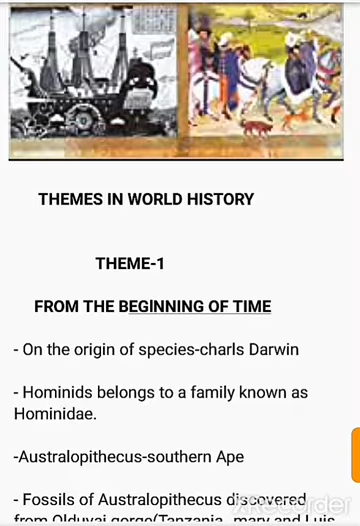 THEMES IN WORLD HISTORY
THEME-1
FROM THE BEGINNING OF TIME
- On the origin of species-charls Darwin
- Hominids belongs to a family known as
Hominidae.
-Australopithecus-southern Ape
- Fossils of Australopithecus discovered
from Olduvai gorge(Tanzania, mary and Luis
XRecorder